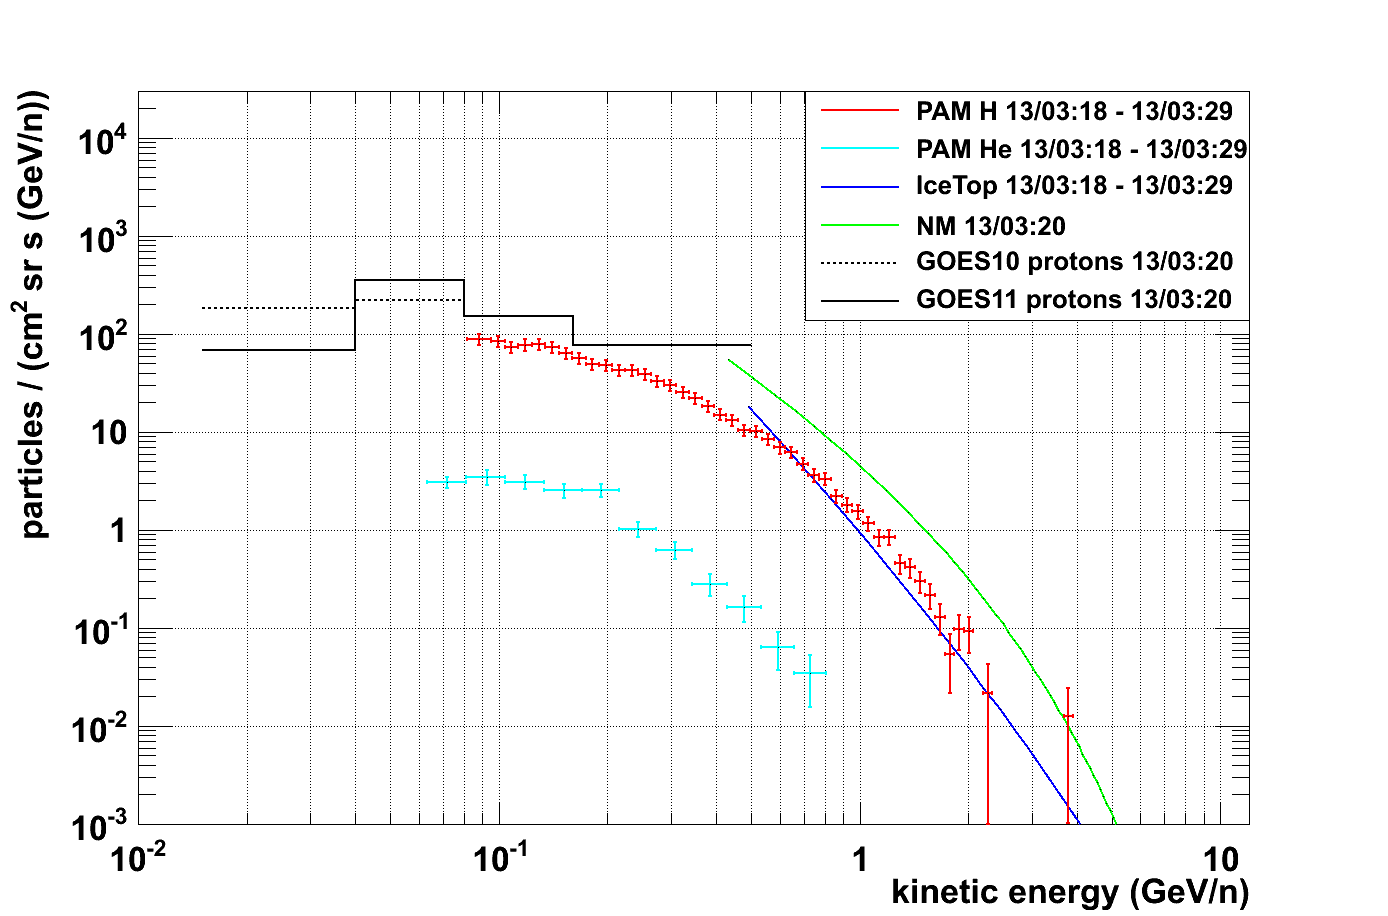 particles / (cm² sr s (GeV/n))
10⁴
10³
10²
10
1
10⁻¹
10⁻²
10⁻³
PAM H 13/03:18 - 13/03:29
PAM He 13/03:18 - 13/03:29
IceTop 13/03:18 - 13/03:29
NM 13/03:20
GOES10 protons 13/03:20
GOES11 protons 13/03:20
10⁻² 10⁻¹ 1 10
kinetic energy (GeV/n)